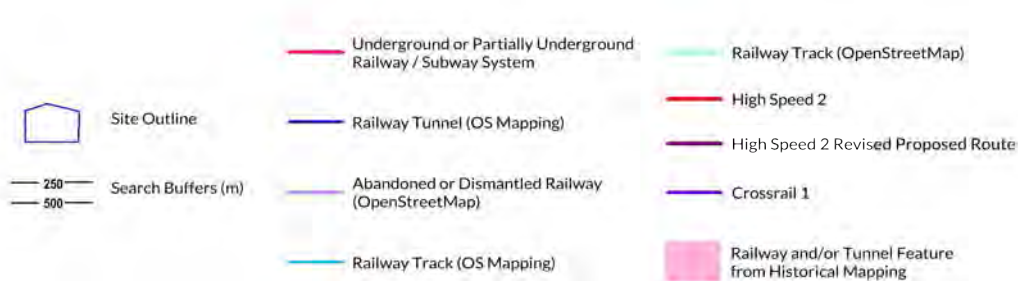 Site Outline
250
500
Search Buffers (m)
Underground or Partially Underground
Railway / Subway System
Railway Tunnel (OS Mapping)
Abandoned or Dismantled Railway
(OpenStreetMap)
Railway Track (OS Mapping)
Railway Track (OpenStreetMap)
High Speed 2
High Speed 2 Revised Proposed Route
Crossrail 1
Railway and/or Tunnel Feature
from Historical Mapping